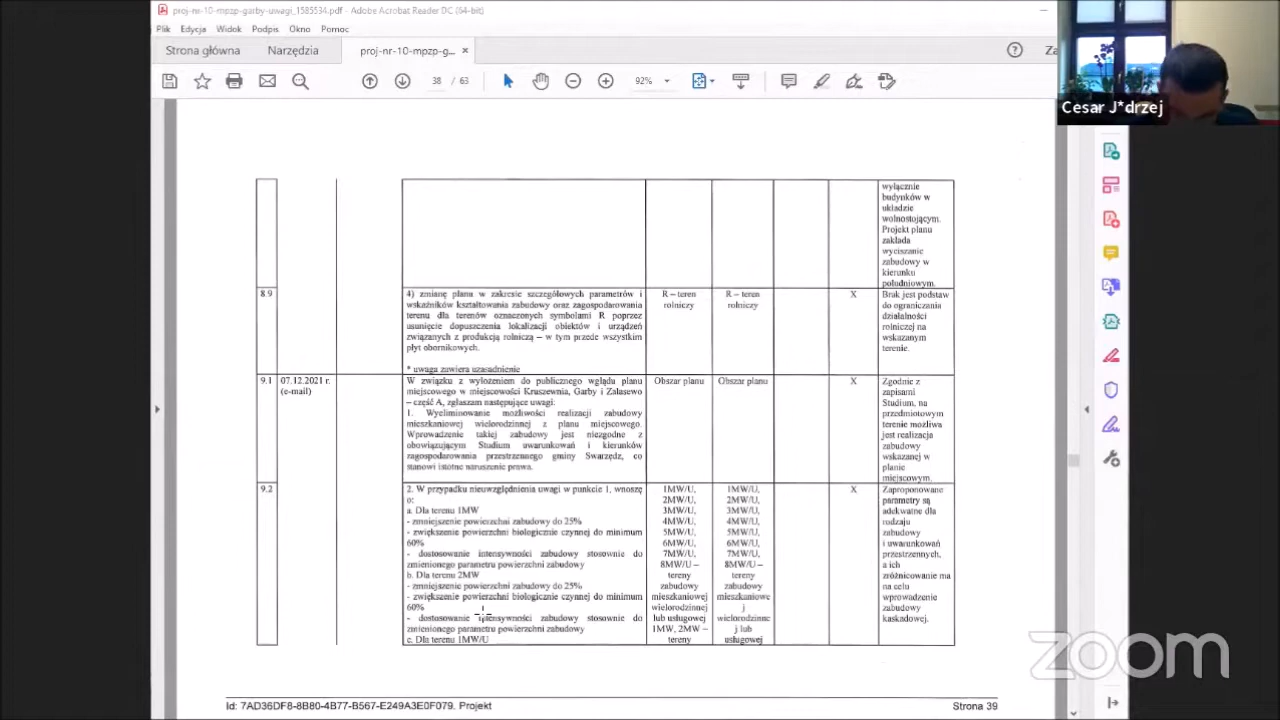 proj-nr-10-mpzp-garby-uwagi_1585534.pdf - Adobe Acrobat Reader DC (64-bit)
Plik Edycja Widok Podpis Okno Pomoc
Strona główna Narzędzia proj-nr-10-mpzp-g... × ? Za
38 / 63 92%
Cesar J*drzej
wyłącznie
budynków w
układzie
wolnostojącym.
Projekt planu
zakłada
wyciszanie
zabudowy w
kierunku
południowym.
8.9
4) zmianę planu w zakresie szczegółowych parametrów i
wskaźników kształtowania zabudowy oraz zagospodarowania
terenu dla terenów oznaczonych symbolami R poprzez
usunięcie dopuszczenia lokalizacji obiektów i urządzeń
związanych z produkcją rolniczą – w tym przede wszystkim
płyt obornikowych.
* uwaga zawiera uzasadnienie
R – teren
rolniczy
R – teren
rolniczy
X
Brak jest podstaw
do ograniczania
działalności
rolniczej na
wskazanym
terenie.
9.1
07.12.2021 r.
(e-mail)
W związku z wyłożeniem do publicznego wglądu planu
miejscowego w miejscowości Kruszewnia, Garby i Zalasewo
– część A, zgłaszam następujące uwagi:
1. Wyeliminowanie możliwości realizacji zabudowy
mieszkaniowej wielorodzinnej z planu miejscowego.
Wprowadzenie takiej zabudowy jest niezgodne z
obowiązującym Studium uwarunkowań i kierunków
zagospodarowania przestrzennego gminy Swarzędz, co
stanowi istotne naruszenie prawa.
Obszar planu
Obszar planu
X
Zgodnie z
zapisami
Studium, na
przedmiotowym
terenie możliwa
jest realizacja
zabudowy
wskazanej w
planie
miejscowym.
9.2
2. W przypadku nieuwzględnienia uwagi w punkcie 1, wnoszę
o:
a. Dla terenu 1MW
- zmniejszenie powierzchni zabudowy do 25%
- zwiększenie powierzchni biologicznie czynnej do minimum
60%
- dostosowanie intensywności zabudowy stosownie do
zmienionego parametru powierzchni zabudowy
b. Dla terenu 2MW
- zmniejszenie powierzchni zabudowy do 25%
- zwiększenie powierzchni biologicznie czynnej do minimum
60%
- dostosowanie intensywności zabudowy stosownie do
zmienionego parametru powierzchni zabudowy
c. Dla terenu 1MW/U
1MW/U,
2MW/U,
3MW/U,
4MW/U,
5MW/U,
6MW/U,
7MW/U,
8MW/U –
tereny
zabudowy
mieszkaniowej
wielorodzinnej
lub usługowej
1MW, 2MW –
tereny
1MW/U,
2MW/U,
3MW/U,
4MW/U,
5MW/U,
6MW/U,
7MW/U,
8MW/U –
tereny
zabudowy
mieszkaniowe
j
wielorodzinne
j lub
usługowej
X
Zaproponowane
parametry są
adekwatne dla
rodzaju
zabudowy
i uwarunkowań
przestrzennych,
a ich
zróżnicowanie ma
na celu
wprowadzenie
zabudowy
kaskadowej.
zoom
Id: 7AD36DF8-8B80-4B77-B567-E249A3E0F079. Projekt
Strona 39